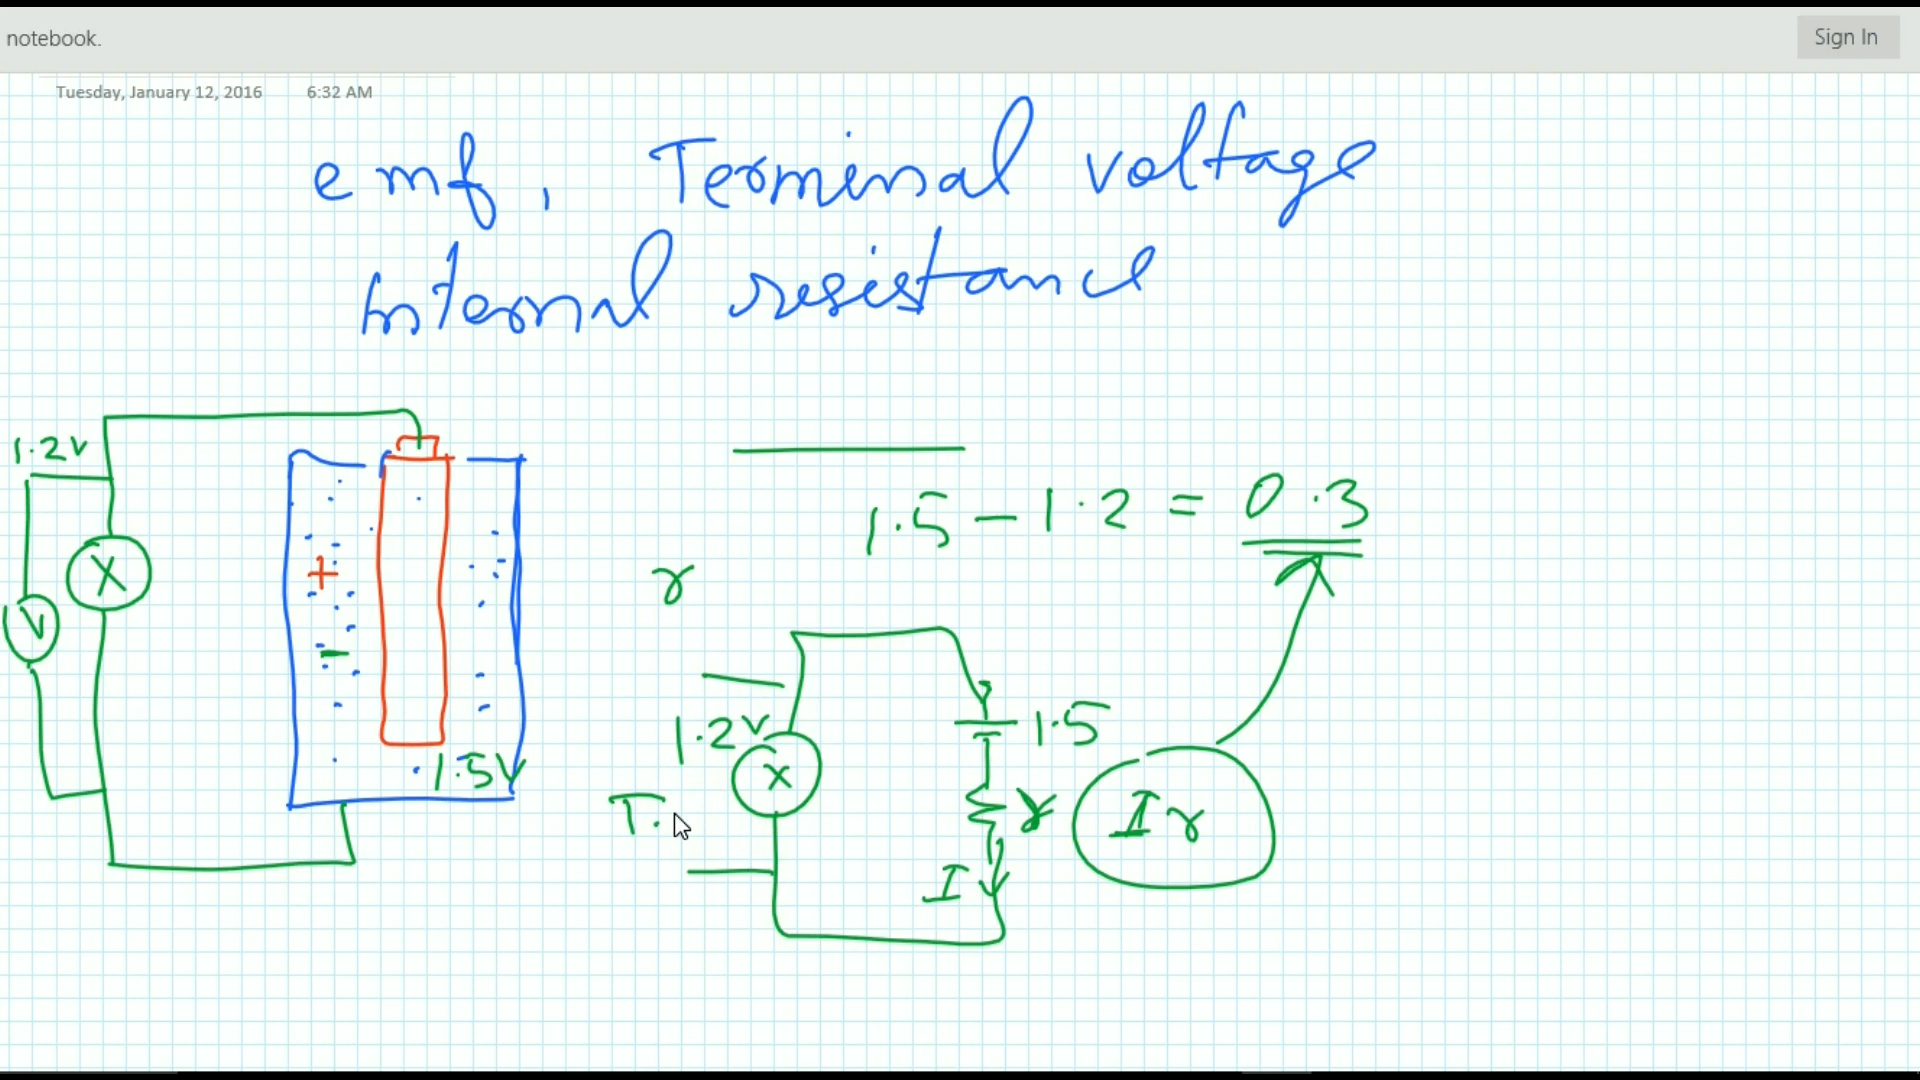 notebook.
Sign In
Tuesday, January 12, 2016 6:32 AM
emf, Terminal voltage
Internal resistance
1.2V
X
V
+
-
1.5V
1.5 - 1.2 = 0.3
r
1.2V
X
1.5
r
I
Ir
T.